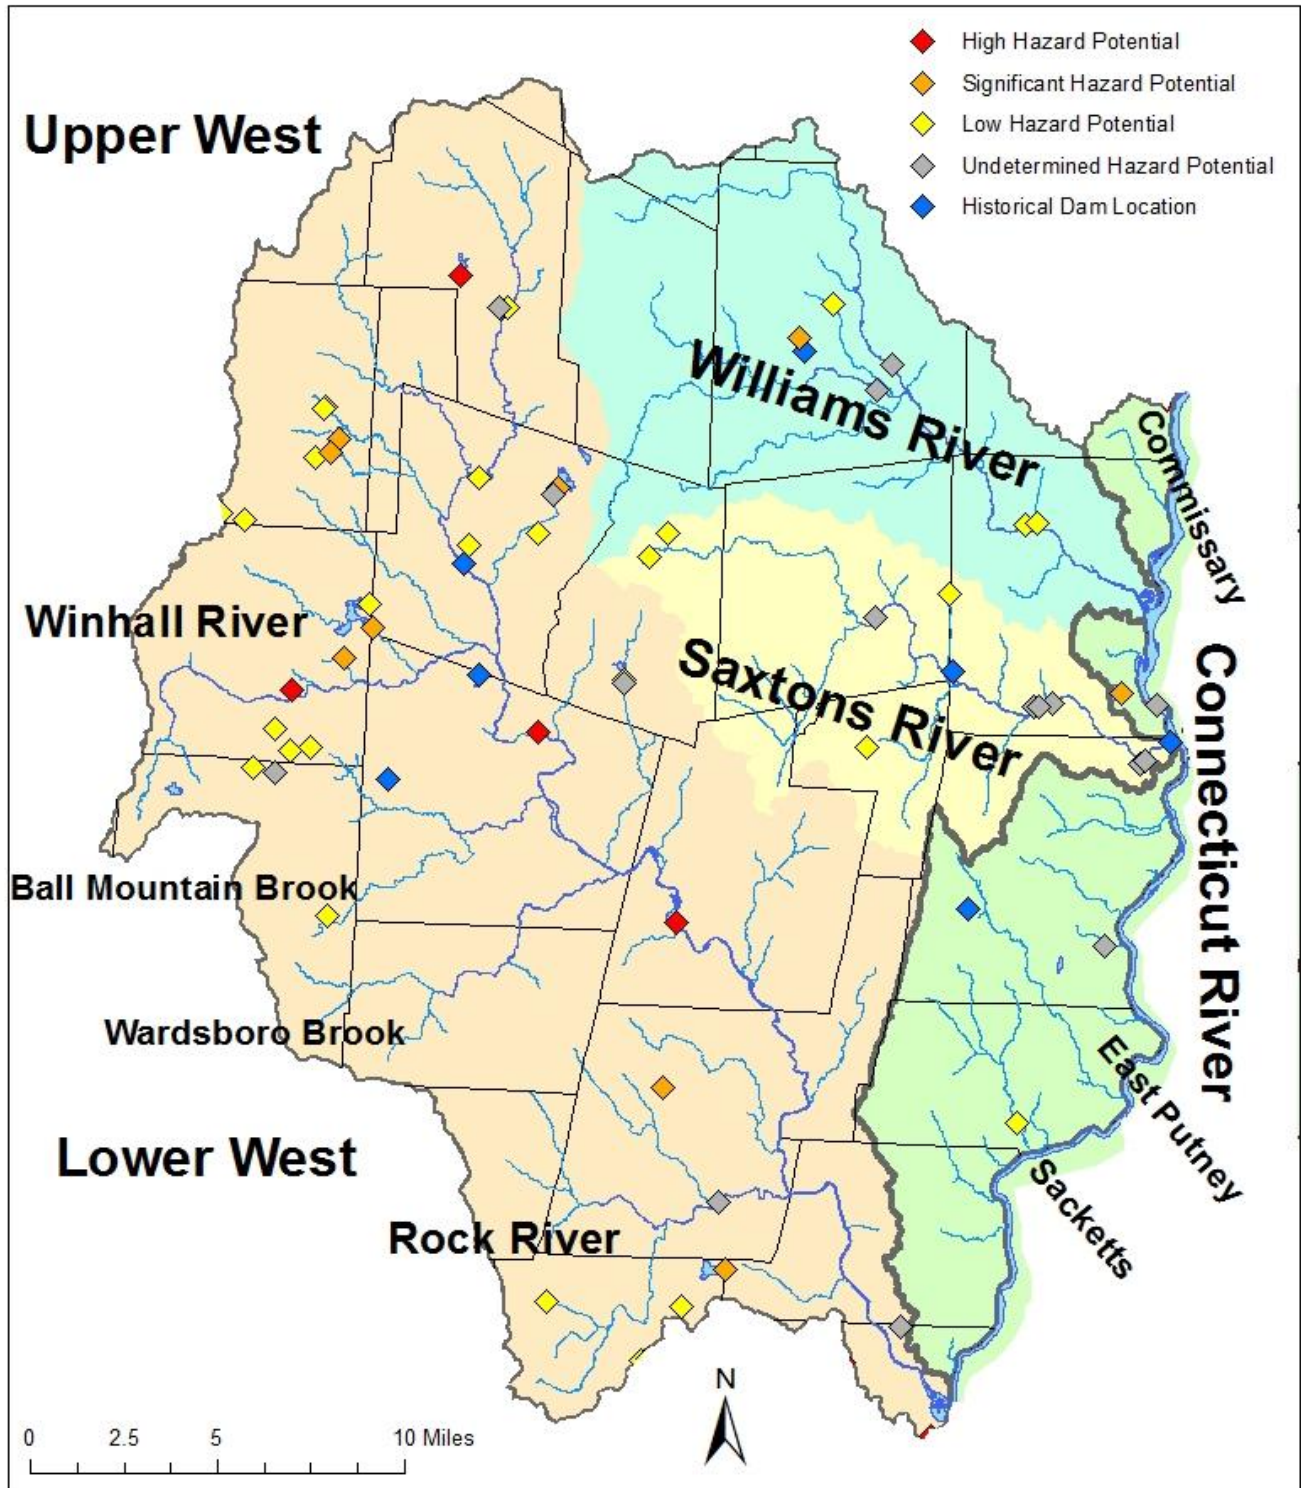 High Hazard Potential
Significant Hazard Potential
Low Hazard Potential
Undetermined Hazard Potential
Historical Dam Location
Upper West
Williams River
Commissary
Winhall River
Saxtons River
Connecticut River
Ball Mountain Brook
Wardsboro Brook
East Putney
Lower West
Sacketts
Rock River
N
0 2.5 5 10 Miles